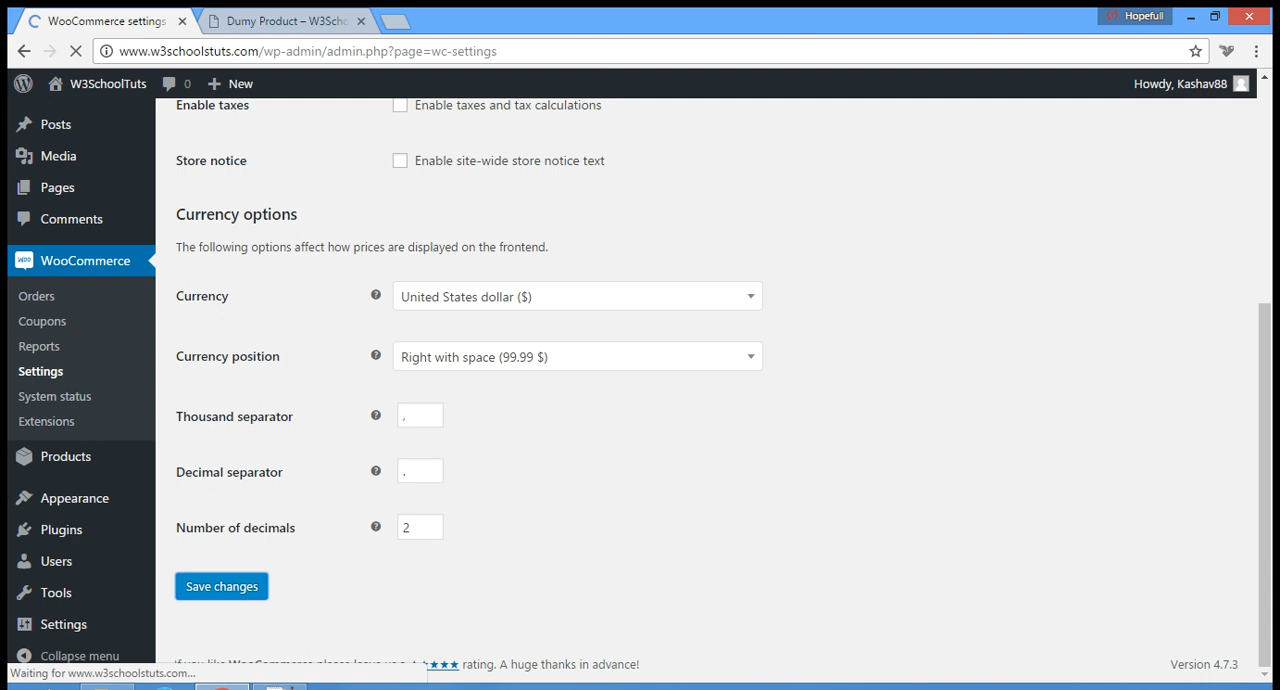 WooCommerce settings
Dumy Product – W3Scho
Hopefull
www.w3schoolstuts.com/wp-admin/admin.php?page=wc-settings
W3SchoolTuts 0 New
Howdy, Kashav88
Posts
Media
Pages
Comments
WooCommerce
Orders
Coupons
Reports
Settings
System status
Extensions
Products
Appearance
Plugins
Users
Tools
Settings
Collapse menu
Enable taxes Enable taxes and tax calculations
Store notice Enable site-wide store notice text
Currency options
The following options affect how prices are displayed on the frontend.
Currency ? United States dollar ($)
Currency position ? Right with space (99.99 $)
Thousand separator ? ,
Decimal separator ? .
Number of decimals ? 2
Save changes
rating. A huge thanks in advance!
Version 4.7.3
Waiting for www.w3schoolstuts.com...